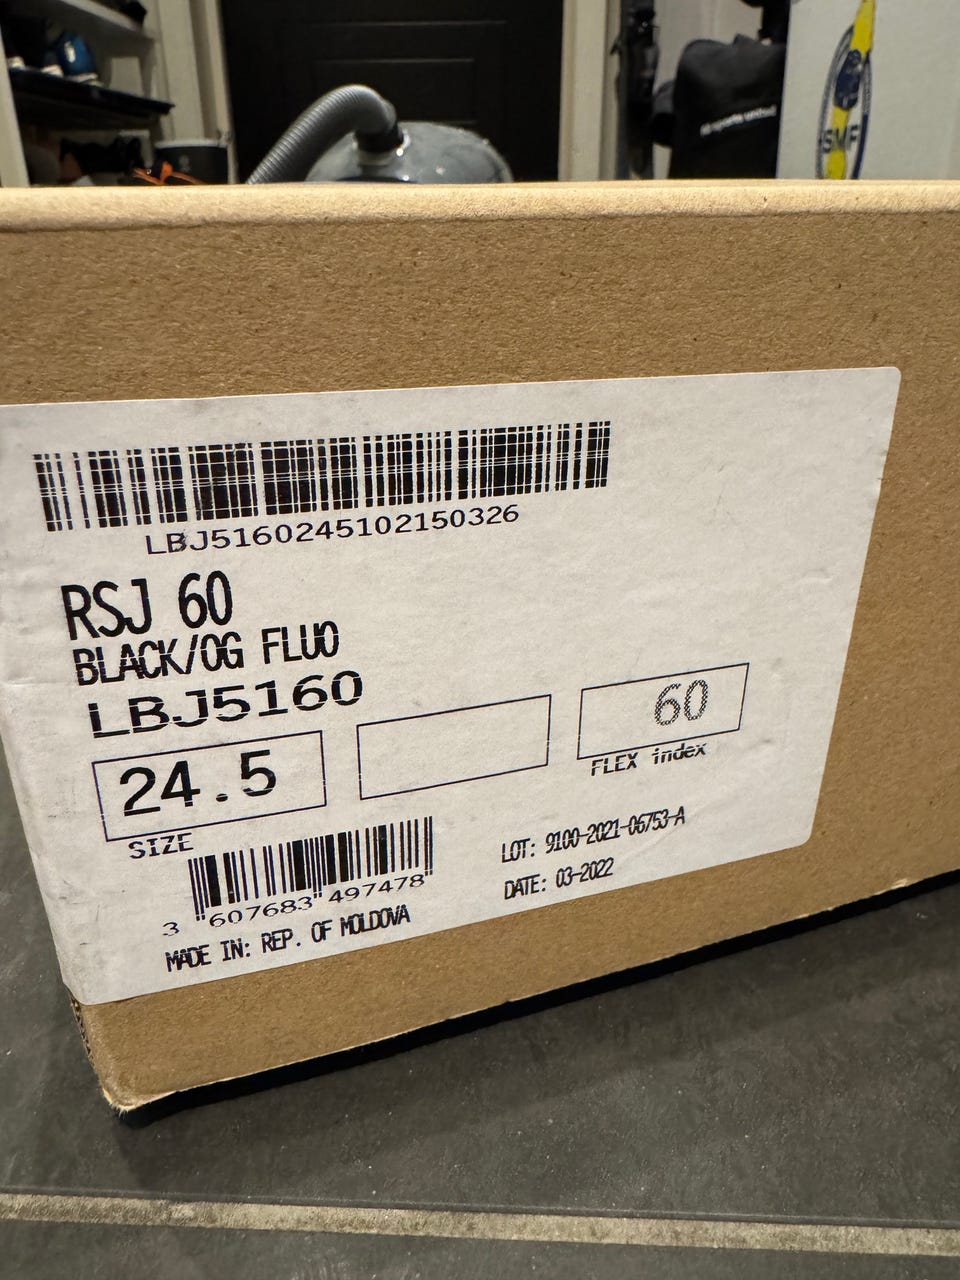 SMF
LBJ5160245102150326
RSJ 60
BLACK/OG FLUO
LBJ5160
24.5
60
SIZE
FLEX index
3 607683 497478
LOT: 9100-2021-06753-A
DATE: 03-2022
MADE IN: REP. OF MOLDOVA